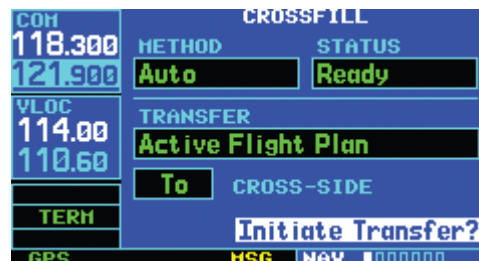 COM
118.300
121.900
VLOC
114.00
110.60
TERM
CROSSFILL
METHOD STATUS
Auto Ready
TRANSFER
Active Flight Plan
To CROSS-SIDE
Initiate Transfer?
GPS MSG NAV